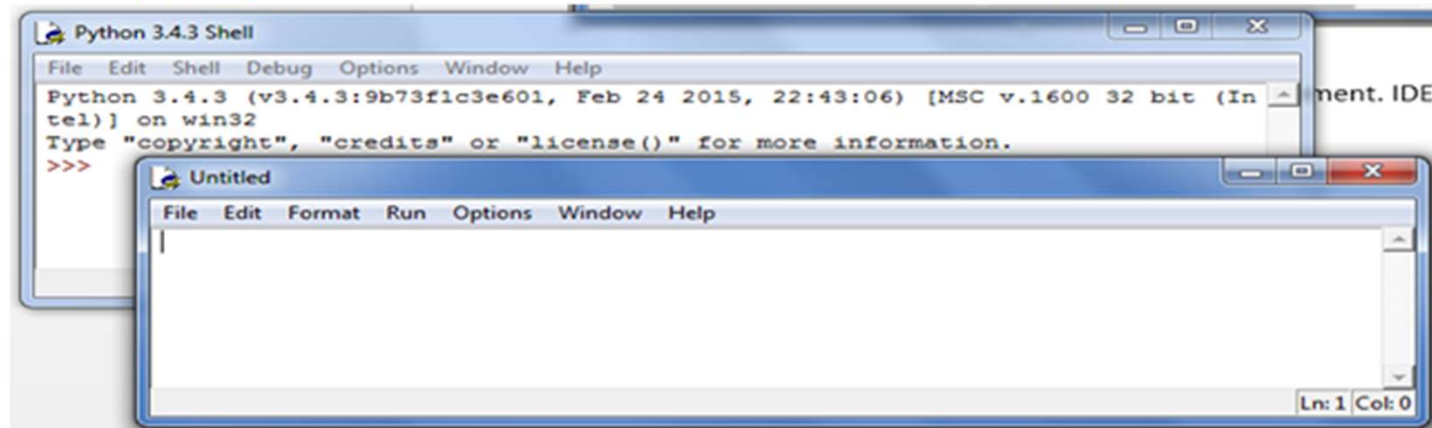 Python 3.4.3 Shell
File Edit Shell Debug Options Window Help
Python 3.4.3 (v3.4.3:9b73f1c3e601, Feb 24 2015, 22:43:06) [MSC v.1600 32 bit (In
tel)] on win32
Type "copyright", "credits" or "license()" for more information.
>>>
ment. IDE
Untitled
File Edit Format Run Options Window Help
Ln: 1 Col: 0